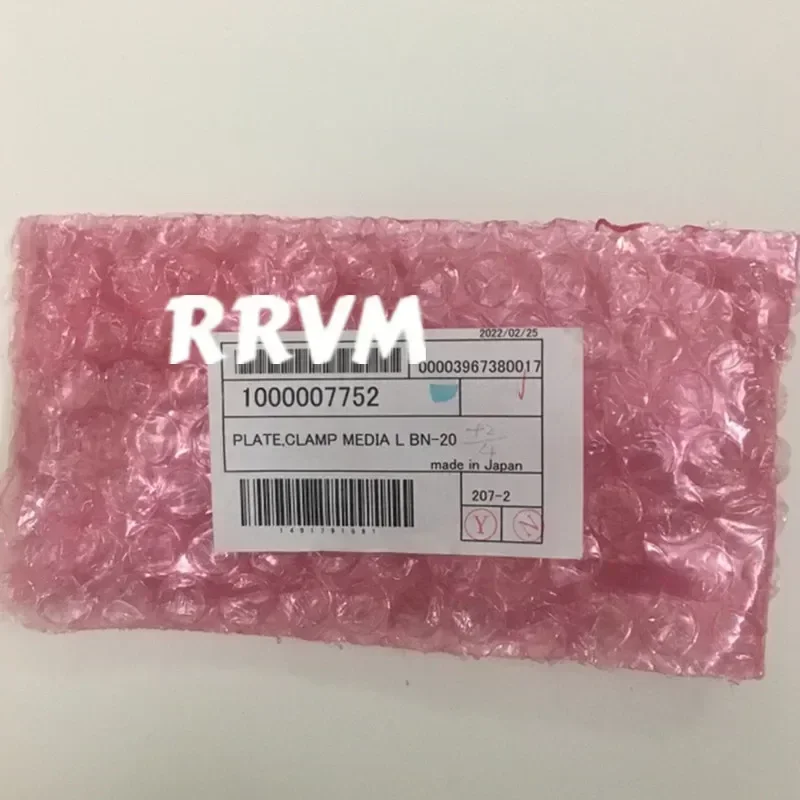 RRVM
2022/02/25
00003967380017
1000007752
PLATE,CLAMP MEDIA L BN-20
made in Japan
207-2
Y